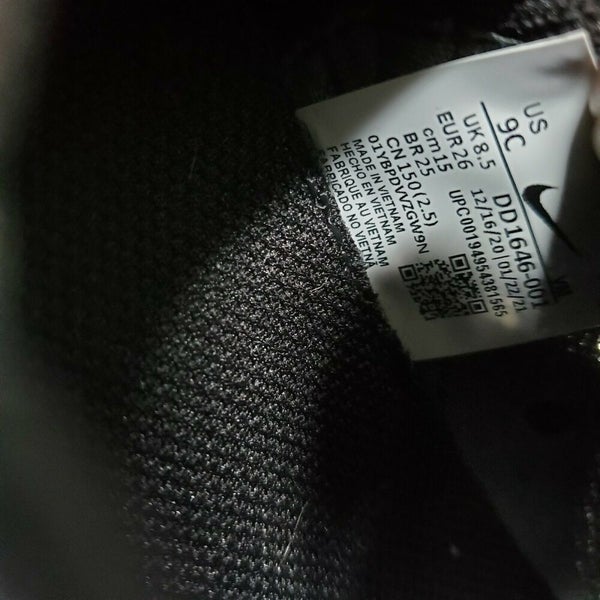 US
9C
UK 8.5
EUR 26
cm 15
BR 25
CN 150 (2.5)
01YBPDVVZGW9N
MADE IN VIETNAM
HECHO EN VIETNAM
FABRIQUE AU VIETNAM
FABRICADO NO VIETNÃ
DD1646-001
12/16/20|01/22/21
UPC:00194954381565